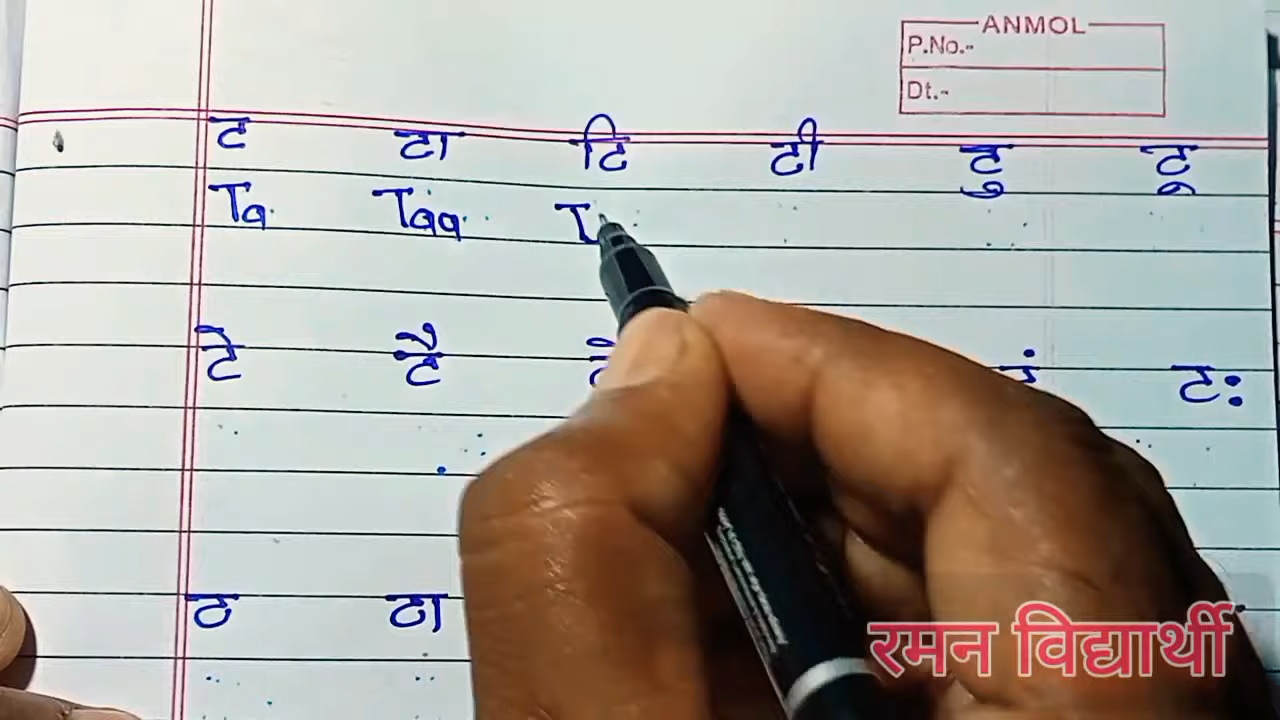 ANMOL
P.No.-
Dt.-
ट टा टि टी टु टू
Ta Taa T
टे टै टं टः
ठ ठा
रमन विद्यार्थी